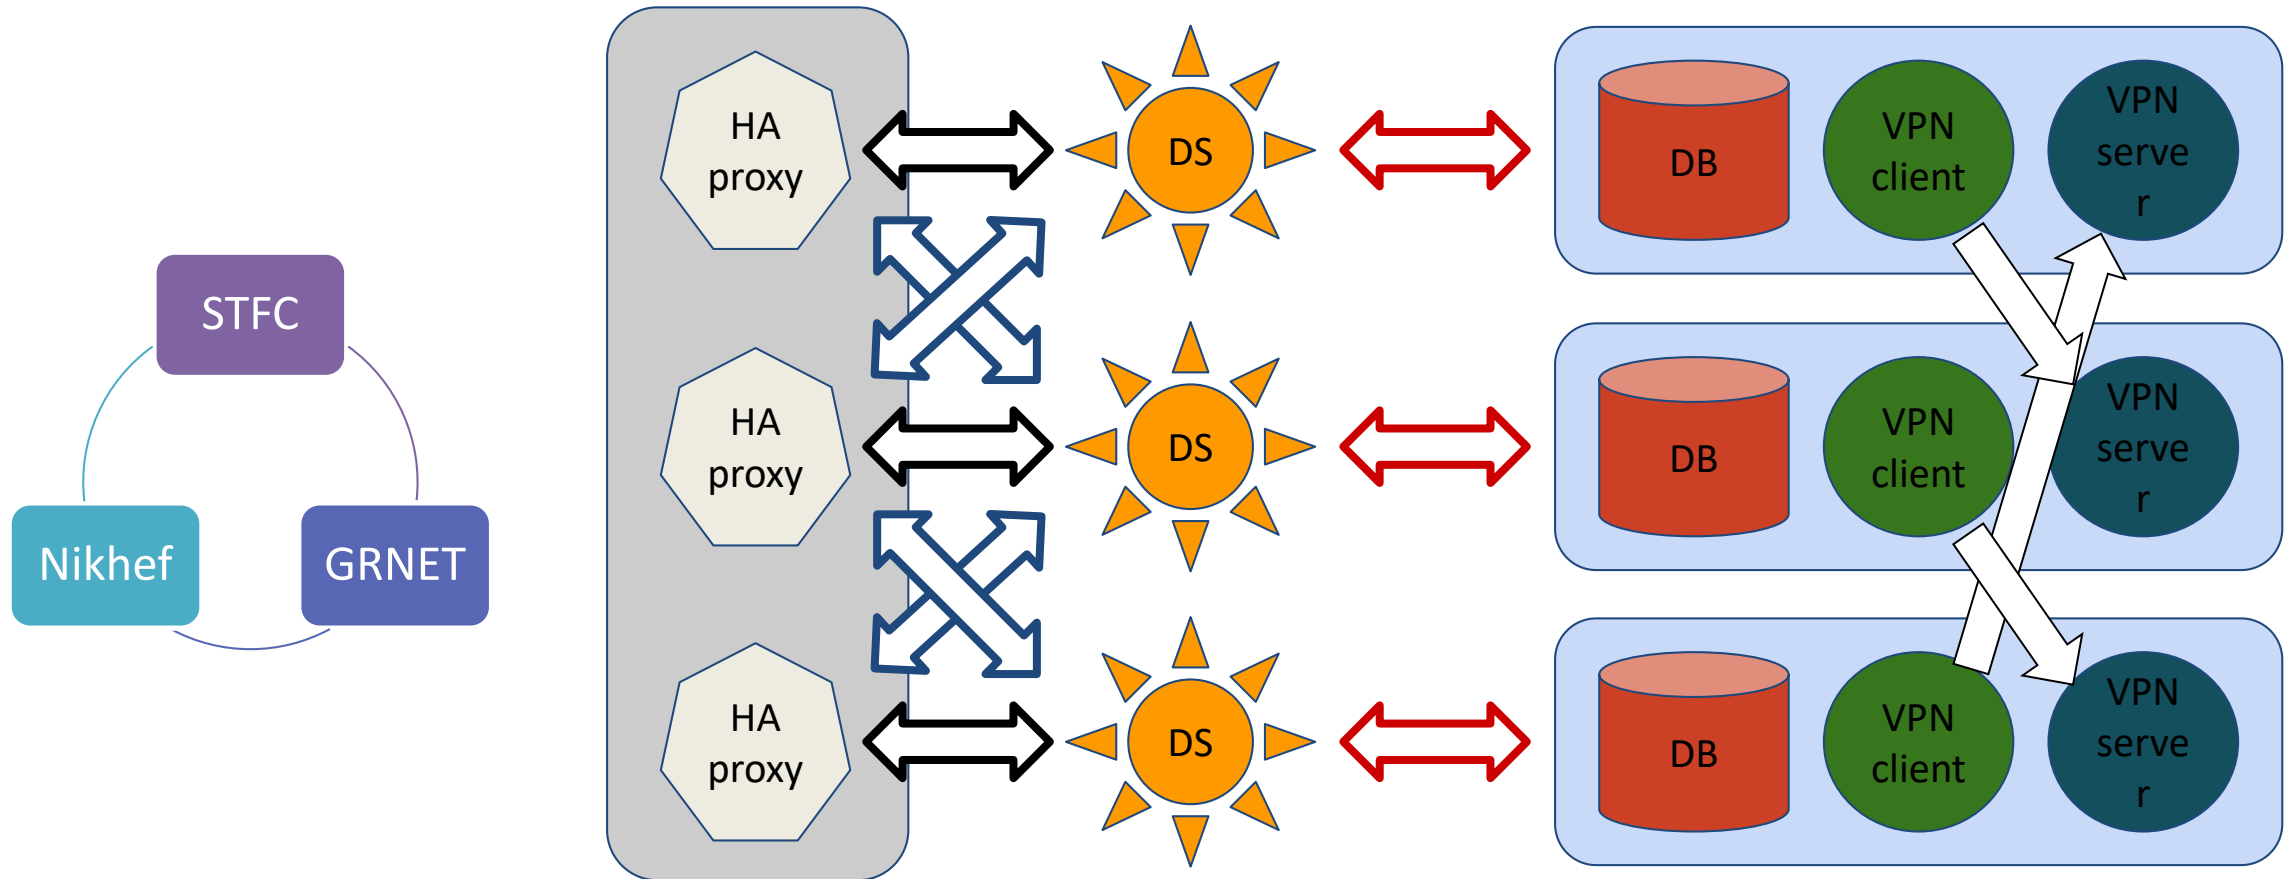 STFC
Nikhef
GRNET
HA
proxy
DS
DB
VPN
client
VPN
serve
r
HA
proxy
DS
DB
VPN
client
VPN
serve
r
HA
proxy
DS
DB
VPN
client
VPN
serve
r